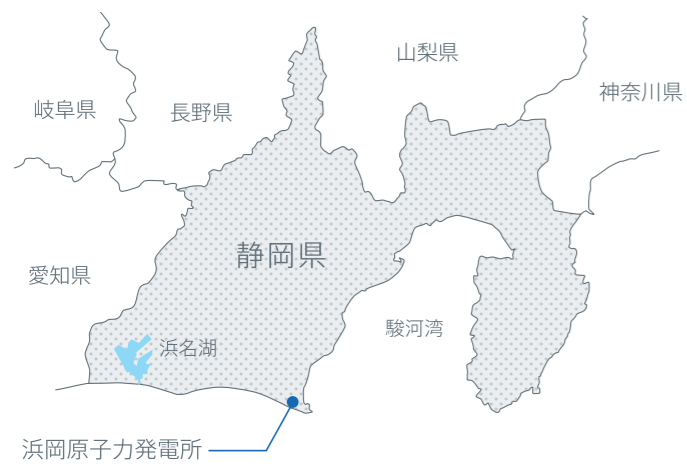 山梨県
神奈川県
岐阜県
長野県
静岡県
愛知県
駿河湾
浜名湖
浜岡原子力発電所